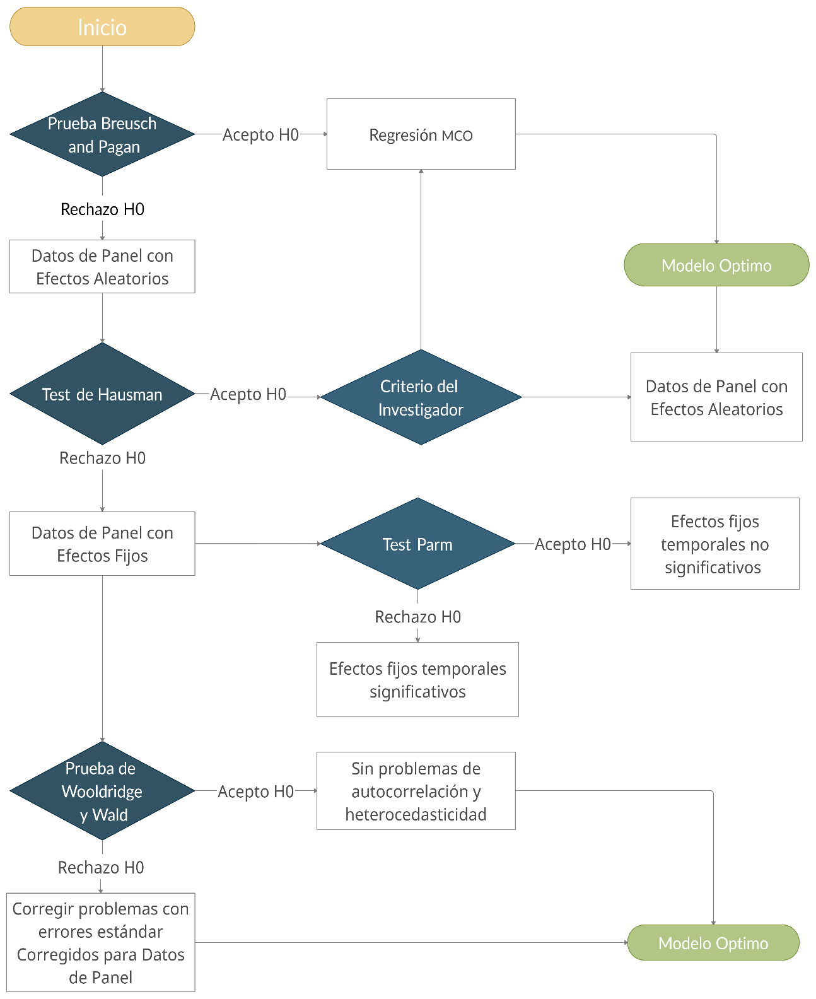 Inicio
Prueba Breusch
and Pagan
Acepto H0
Regresión MCO
Rechazo H0
Datos de Panel con
Efectos Aleatorios
Modelo Optimo
Test de Hausman
Acepto H0
Criterio del
Investigador
Datos de Panel con
Efectos Aleatorios
Rechazo H0
Datos de Panel con
Efectos Fijos
Test Parm
Acepto H0
Efectos fijos
temporales no
significativos
Rechazo H0
Efectos fijos temporales
significativos
Prueba de
Wooldridge
y Wald
Acepto H0
Sin problemas de
autocorrelación y
heterocedasticidad
Rechazo H0
Corregir problemas con
errores estándar
Corregidos para Datos
de Panel
Modelo Optimo